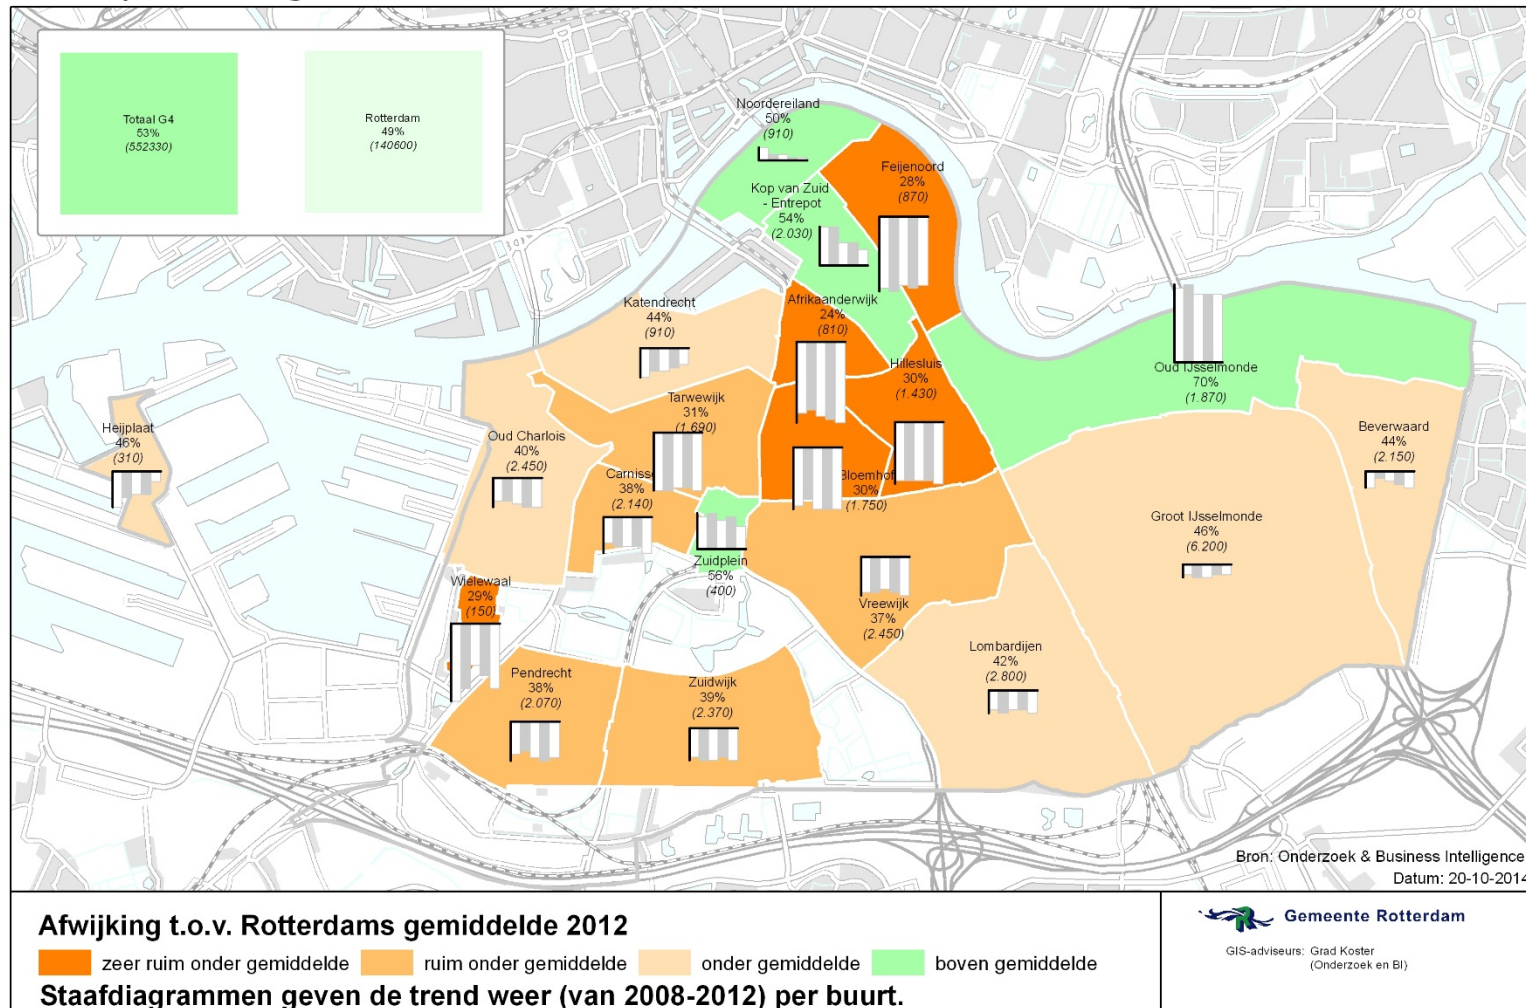 Totaal G4
53%
(552330)
Rotterdam
49%
(140600)
Noordereiland
50%
(910)
Feijenoord
28%
(870)
Kop van Zuid
- Entrepot
54%
(2.030)
Katendrecht
44%
(910)
Afrikaanderwijk
24%
(810)
Hillesluis
30%
(1.430)
Oud IJsselmonde
70%
(1.870)
Tarwewijk
31%
(1.690)
Heijplaat
46%
(310)
Oud Charlois
40%
(2.450)
Beverwaard
44%
(2.150)
Carnisse
38%
(2.140)
Bloemhof
30%
(1.750)
Groot IJsselmonde
46%
(6.200)
Zuidplein
56%
(400)
Wielewaal
29%
(150)
Vreewijk
37%
(2.450)
Lombardijen
42%
(2.800)
Pendrecht
38%
(2.070)
Zuidwijk
39%
(2.370)
Bron: Onderzoek & Business Intelligence
Datum: 20-10-2014
Afwijking t.o.v. Rotterdams gemiddelde 2012
zeer ruim onder gemiddelde ruim onder gemiddelde onder gemiddelde boven gemiddelde
Staafdiagrammen geven de trend weer (van 2008-2012) per buurt.
Gemeente Rotterdam
GIS-adviseurs: Grad Koster
(Onderzoek en BI)